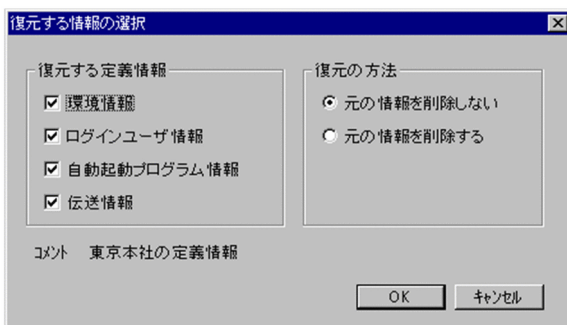 復元する情報の選択
復元する定義情報
環境情報
ログインユーザ情報
自動起動プログラム情報
伝送情報
復元の方法
元の情報を削除しない
元の情報を削除する
ｺﾒﾝﾄ 東京本社の定義情報
OK
ｷｬﾝｾﾙ